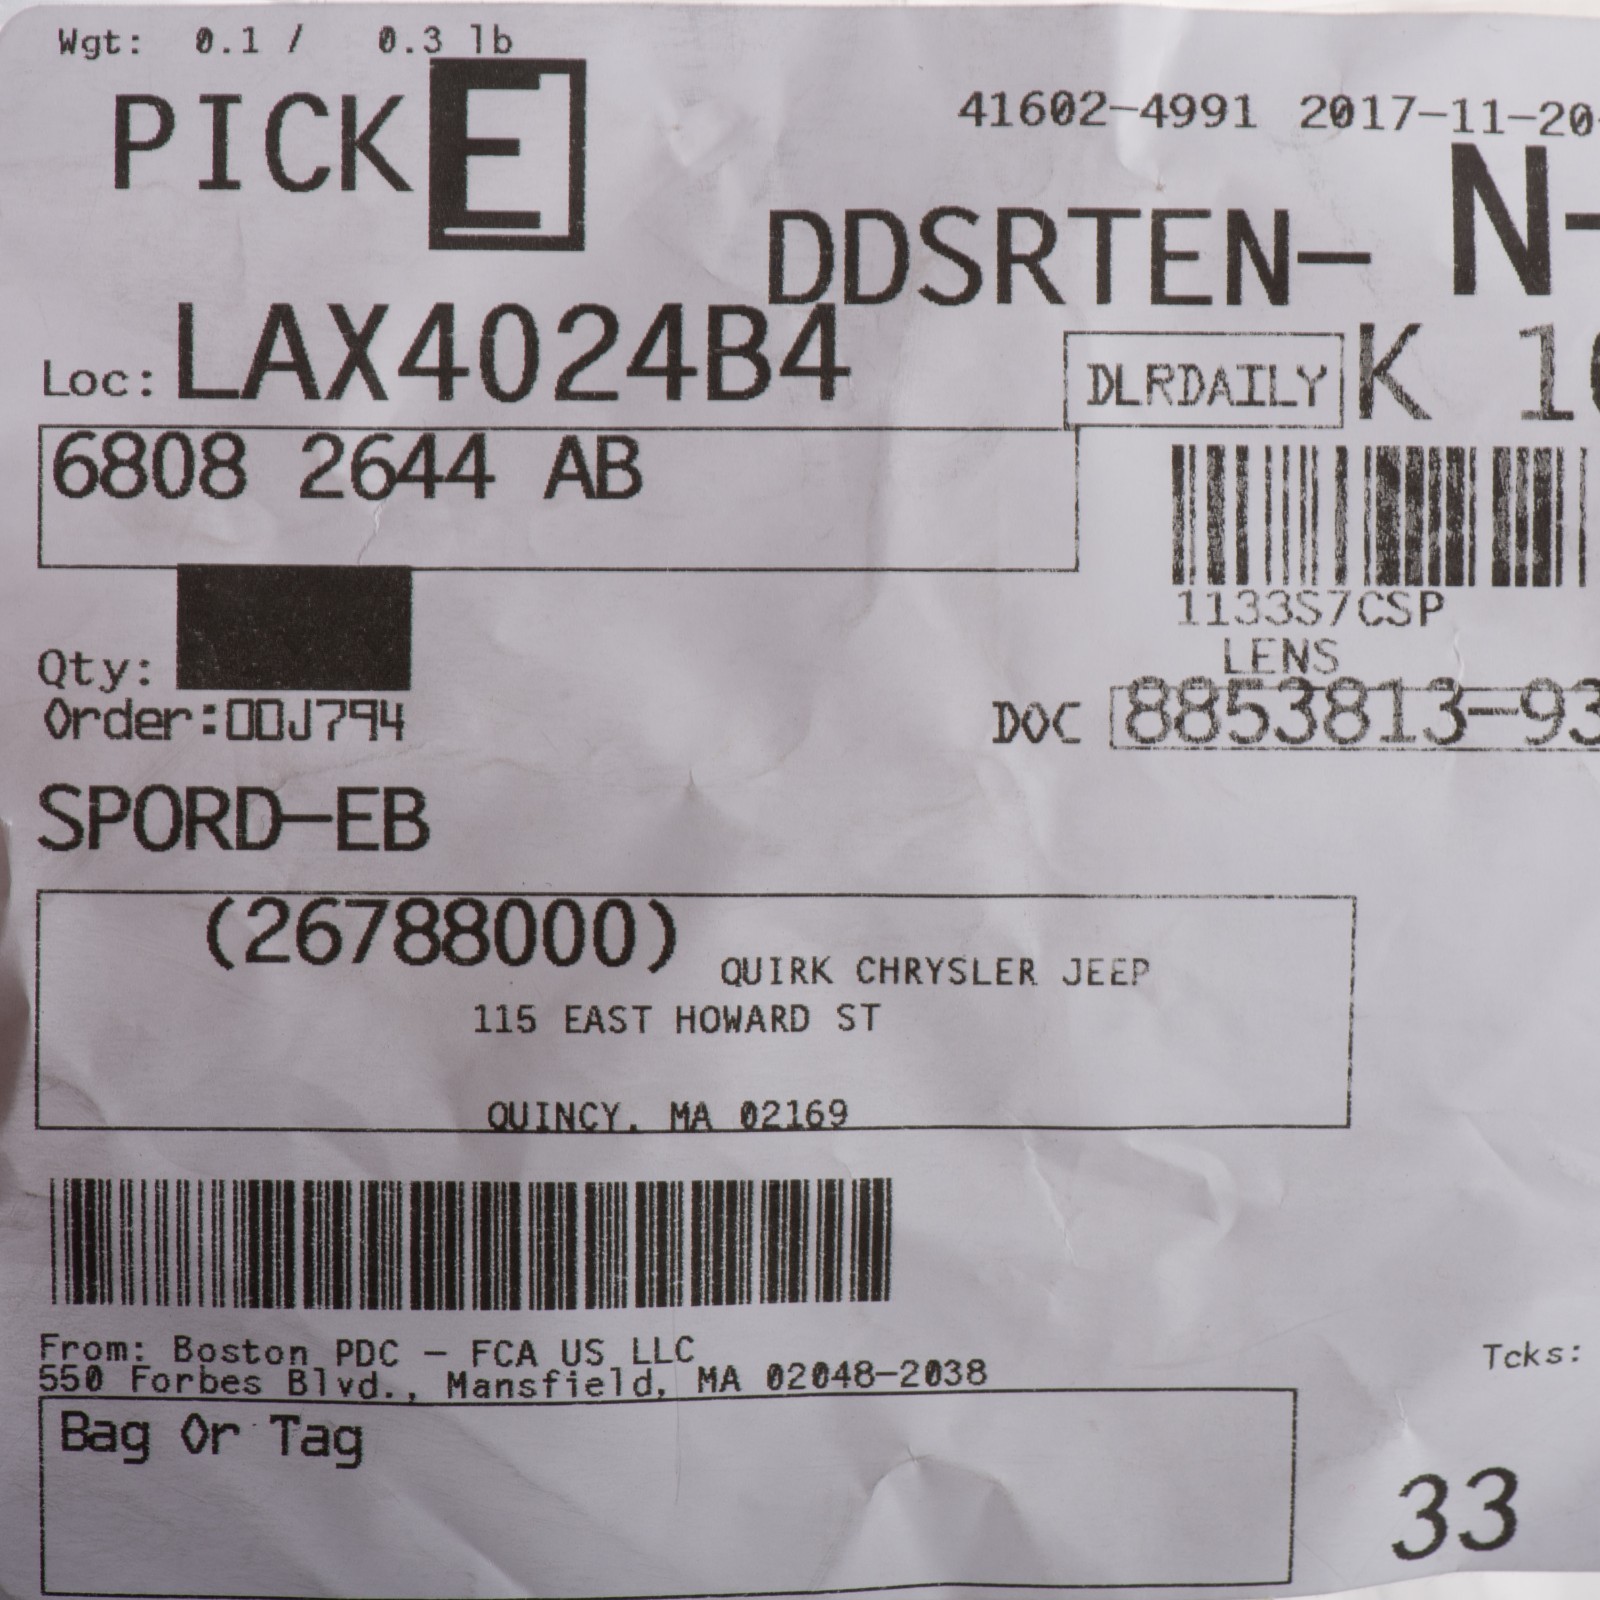 Wgt: 0.1 / 0.3 lb
PICK E
41602-4991 2017-11-20
DDSRTEN- N-
Loc: LAX4024B4
DLRDAILY K
6808 2644 AB
1133S7CSP
LENS
Qty:
Order:00J794
DOC 8853813-93
SPORD-EB
(26788000) QUIRK CHRYSLER JEEP
115 EAST HOWARD ST
QUINCY, MA 02169
From: Boston PDC - FCA US LLC
550 Forbes Blvd., Mansfield, MA 02048-2038
Tcks:
Bag Or Tag
33